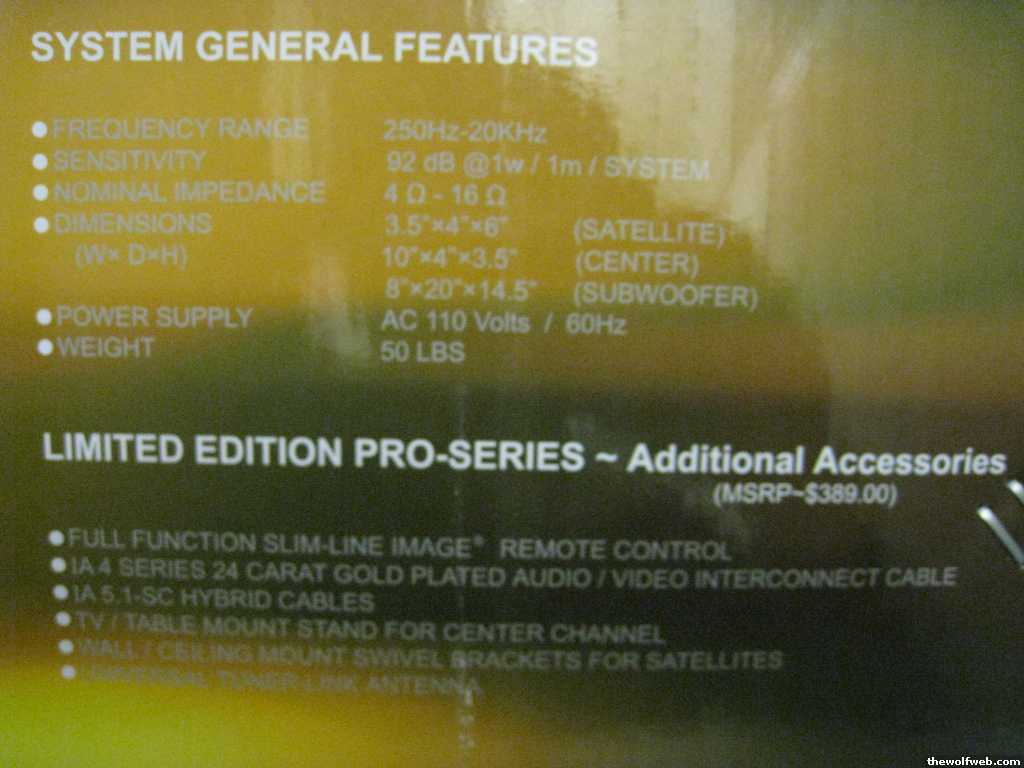 SYSTEM GENERAL FEATURES
● FREQUENCY RANGE 250Hz-20KHz
● SENSITIVITY 92 dB @1w / 1m / SYSTEM
● NOMINAL IMPEDANCE 4 Ω - 16 Ω
● DIMENSIONS 3.5"×4"×6" (SATELLITE)
(W× D×H) 10"×4"×3.5" (CENTER)
8"×20"×14.5" (SUBWOOFER)
● POWER SUPPLY AC 110 Volts / 60Hz
● WEIGHT 50 LBS
LIMITED EDITION PRO-SERIES ~ Additional Accessories
(MSRP~$389.00)
● FULL FUNCTION SLIM-LINE IMAGE® REMOTE CONTROL
● IA 4 SERIES 24 CARAT GOLD PLATED AUDIO / VIDEO INTERCONNECT CABLE
● IA 5.1-SC HYBRID CABLES
● TV / TABLE MOUNT STAND FOR CENTER CHANNEL
● WALL / CEILING MOUNT SWIVEL BRACKETS FOR SATELLITES
● UNIVERSAL TUNER-LINK ANTENNA
thewolfweb.com